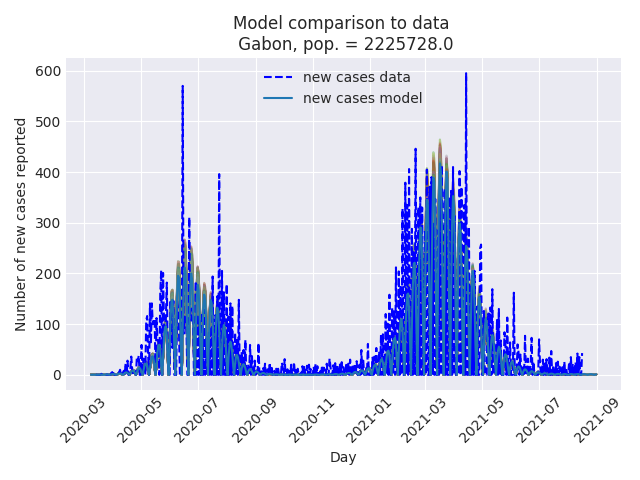 Model comparison to data
Gabon, pop. = 2225728.0
new cases data
new cases model
Number of new cases reported
600
500
400
300
200
100
0
2020-03
2020-05
2020-07
2020-09
2020-11
2021-01
2021-03
2021-05
2021-07
2021-09
Day